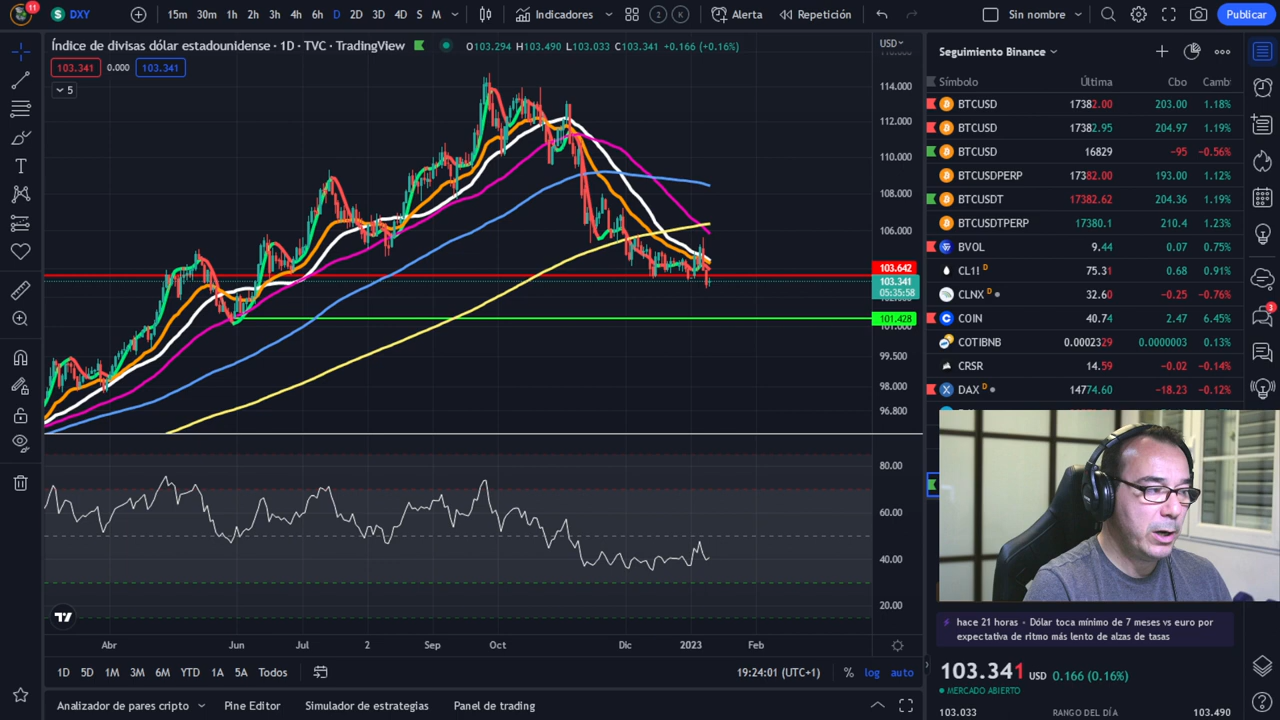 11
S DXY
15m 30m 1h 2h 3h 4h 6h D 2D 3D 4D S M
Indicadores
2 K
Alerta
Repetición
Sin nombre
Publicar
Índice de divisas dólar estadounidense · 1D · TVC · TradingView
O103.294 H103.490 L103.033 C103.341 +0.166 (+0.16%)
103.341 0.000 103.341
5
USD
114.000
112.000
110.000
108.000
106.000
103.642
103.341
05:35:58
101.428
99.500
98.000
96.800
80.00
60.00
40.00
20.00
Abr Jun Jul 2 Sep Oct Dic 2023 Feb
1D 5D 1M 3M 6M YTD 1A 5A Todos
19:24:01 (UTC+1) % log auto
Analizador de pares cripto Pine Editor Simulador de estrategias Panel de trading
Seguimiento Binance
Símbolo Última Cbo Camb
BTCUSD 17382.00 203.00 1.18%
BTCUSD 17382.95 204.97 1.19%
BTCUSD 16829 −95 −0.56%
BTCUSDPERP 17382.00 193.00 1.12%
BTCUSDT 17382.62 204.36 1.19%
BTCUSDTPERP 17380.1 210.4 1.23%
BVOL 9.44 0.07 0.75%
CL1! D 75.31 0.68 0.91%
CLNX D 32.60 −0.25 −0.76%
COIN 40.74 2.47 6.45%
COTIBNB 0.0002329 0.0000003 0.13%
CRSR 14.59 −0.02 −0.14%
DAX D 14774.60 −18.23 −0.12%
3
hace 21 horas · Dólar toca mínimo de 7 meses vs euro por
expectativa de ritmo más lento de alzas de tasas
103.341 USD 0.166 (0.16%)
MERCADO ABIERTO
103.033 RANGO DEL DÍA 103.490